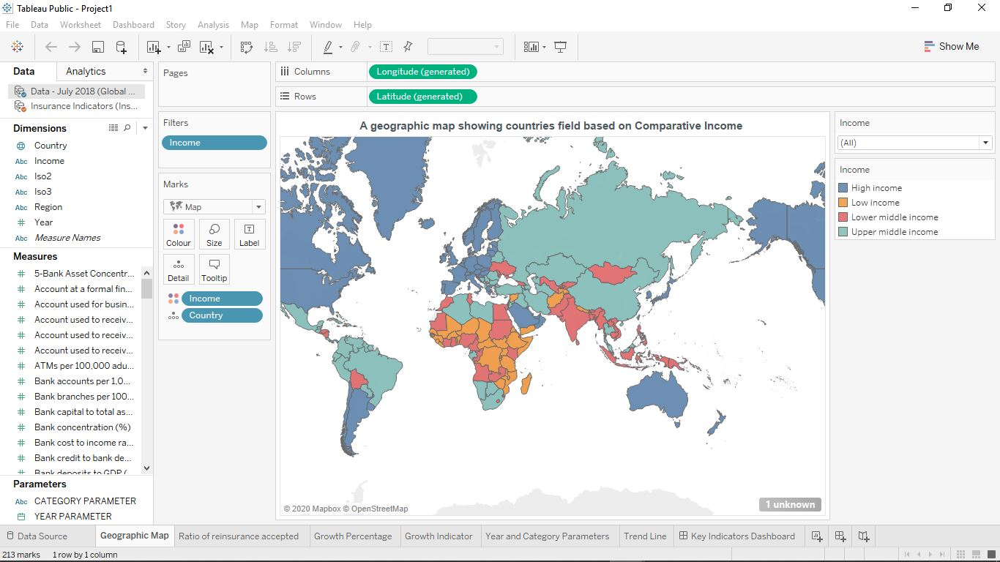 Tableau Public - Project1
File Data Worksheet Dashboard Story Analysis Map Format Window Help
Show Me
Data Analytics
Data - July 2018 (Global ...
Insurance Indicators (Ins...
Dimensions
Country
Abc Income
Abc Iso2
Abc Iso3
Abc Region
Year
Abc Measure Names
Measures
5-Bank Asset Concentr...
Account at a formal fin...
Account used for busin...
Account used to receiv...
Account used to receiv...
Account used to receiv...
ATMs per 100,000 adu...
Bank accounts per 1.0...
Bank branches per 100...
Bank capital to total as...
Bank concentration (%)
Bank cost to income ra...
Bank credit to bank de...
Bank deposits to GDP (
Parameters
Abc CATEGORY PARAMETER
YEAR PARAMETER
Pages
Filters
Income
Marks
Map
Colour Size Label
Detail Tooltip
Income
Country
Columns Longitude (generated)
Rows Latitude (generated)
A geographic map showing countries field based on Comparative Income
© 2020 Mapbox © OpenStreetMap
1 unknown
Income
(All)
Income
High income
Low income
Lower middle income
Upper middle income
Data Source Geographic Map Ratio of reinsurance accepted Growth Percentage Growth Indicator Year and Category Parameters Trend Line Key Indicators Dashboard
213 marks 1 row by 1 column